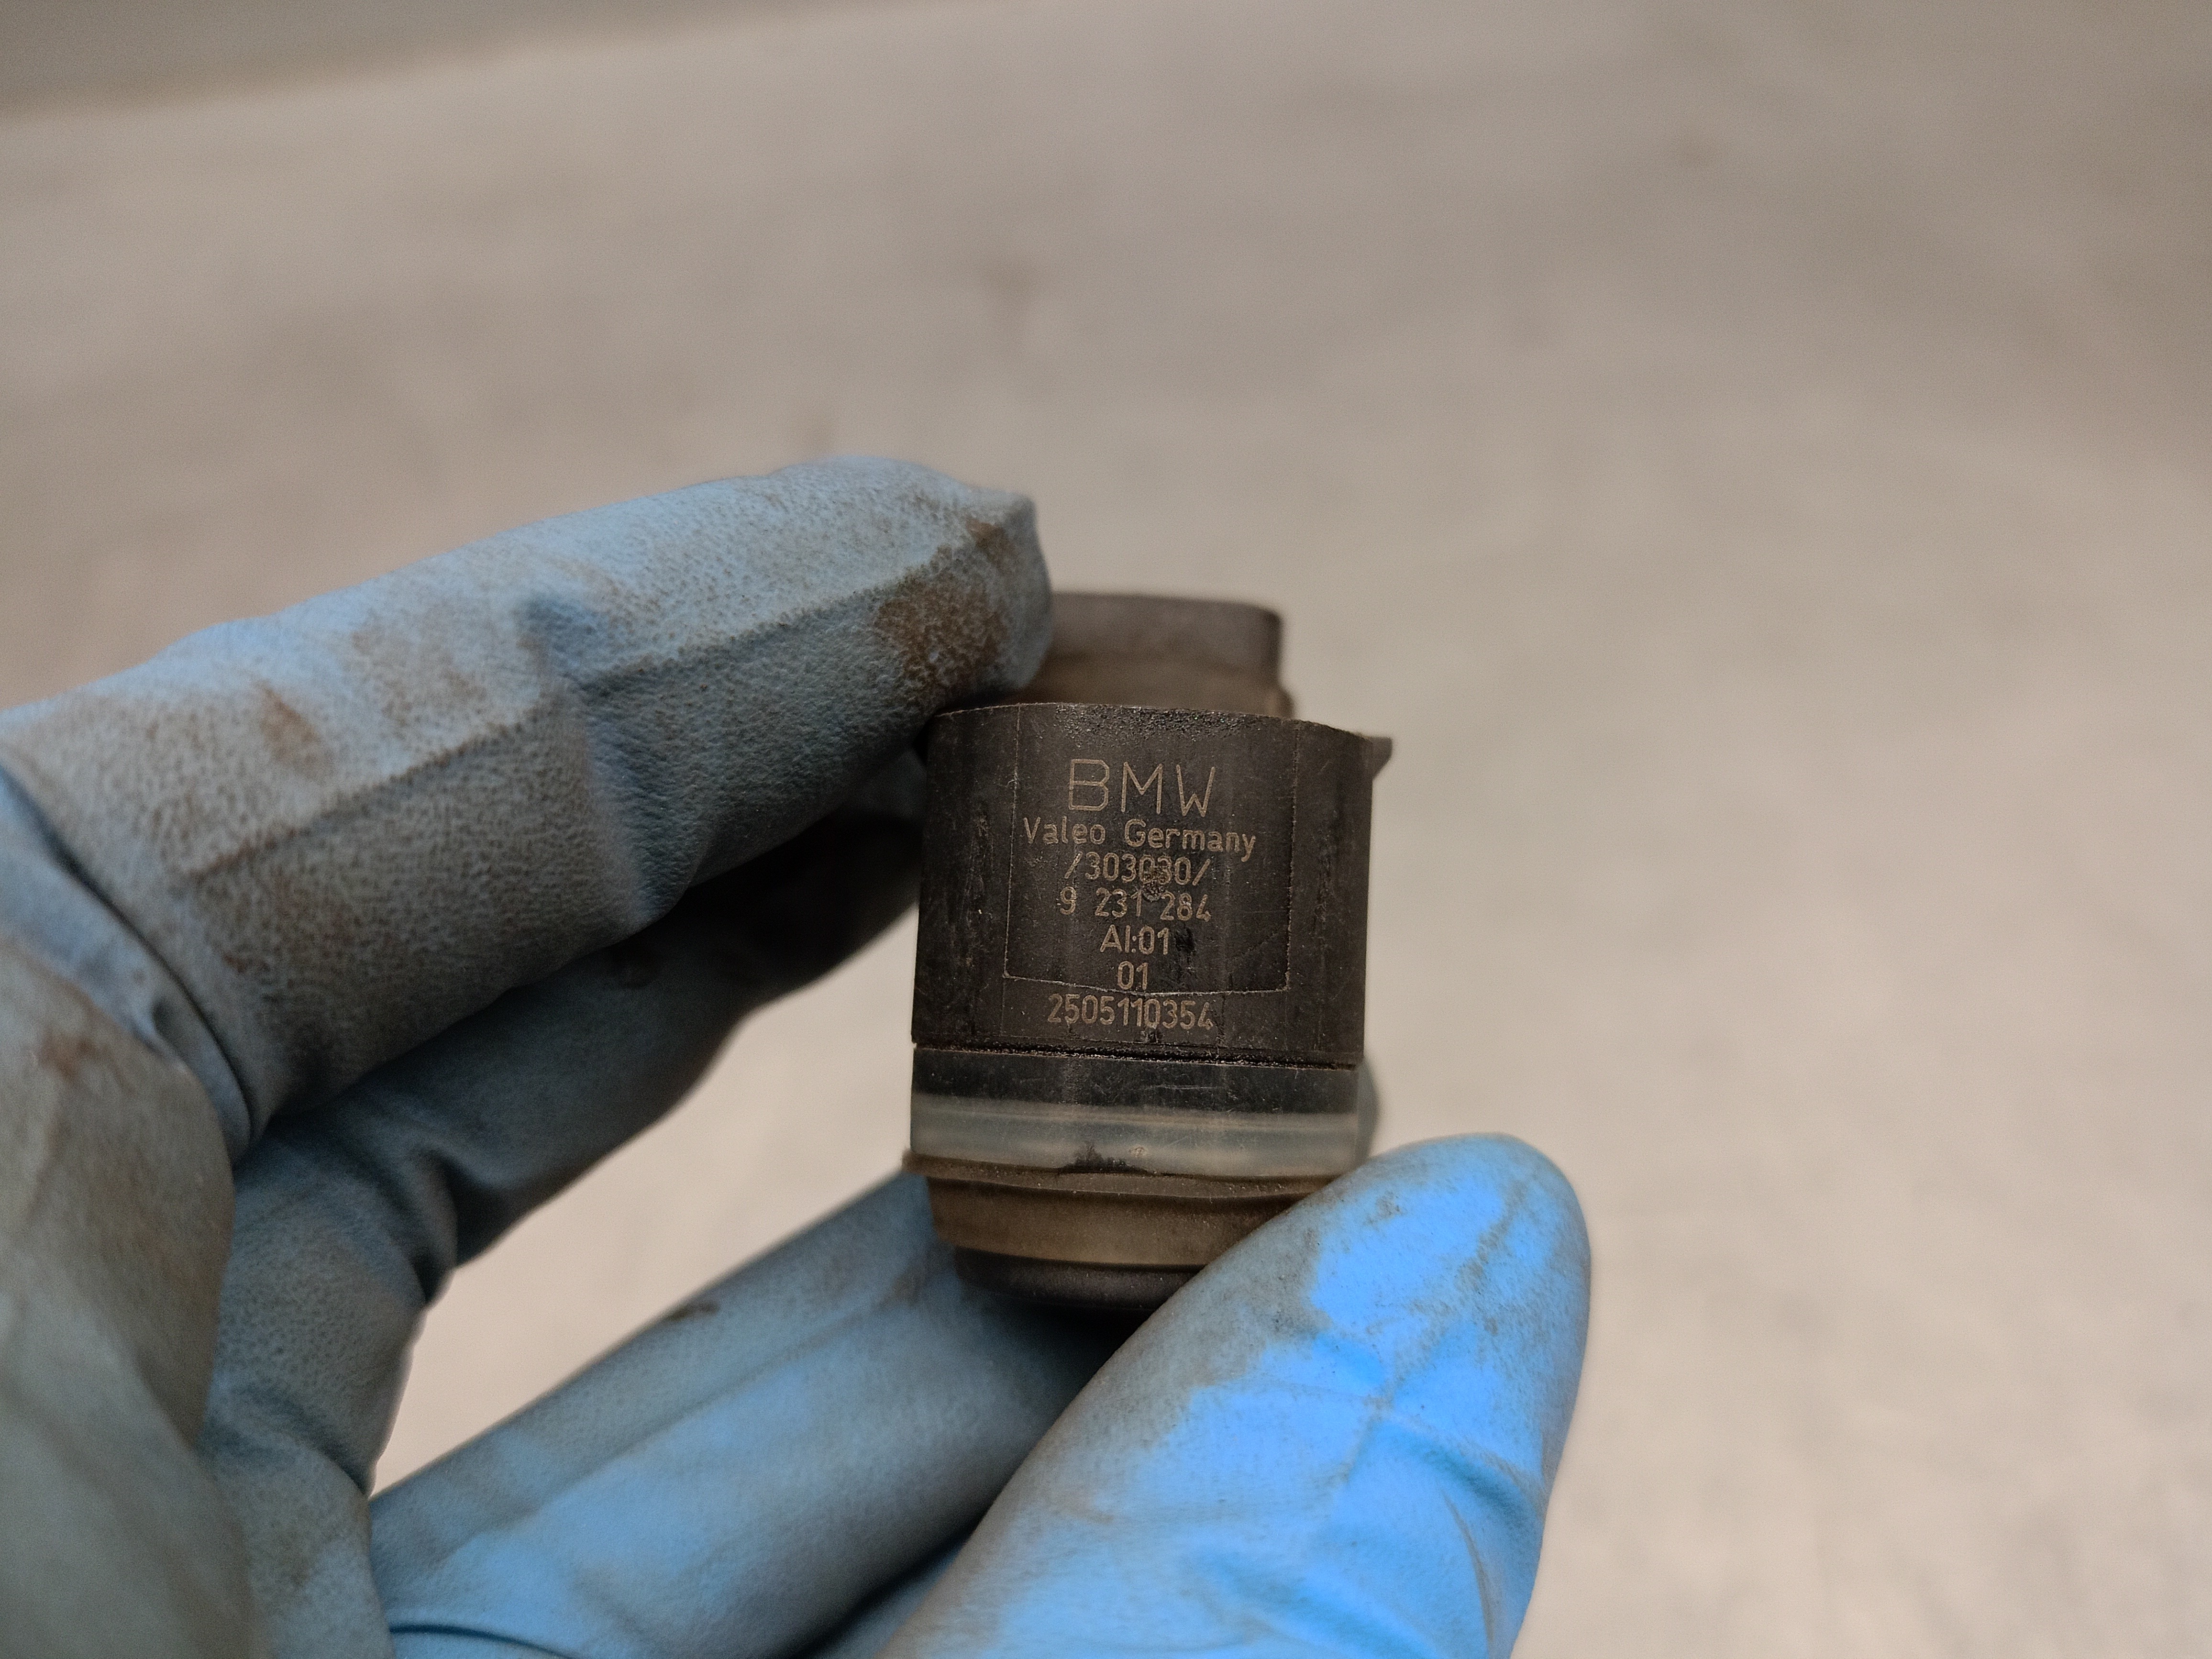 BMW
Valeo Germany
/303030/
9 231 284
AI:01
01
2505110354